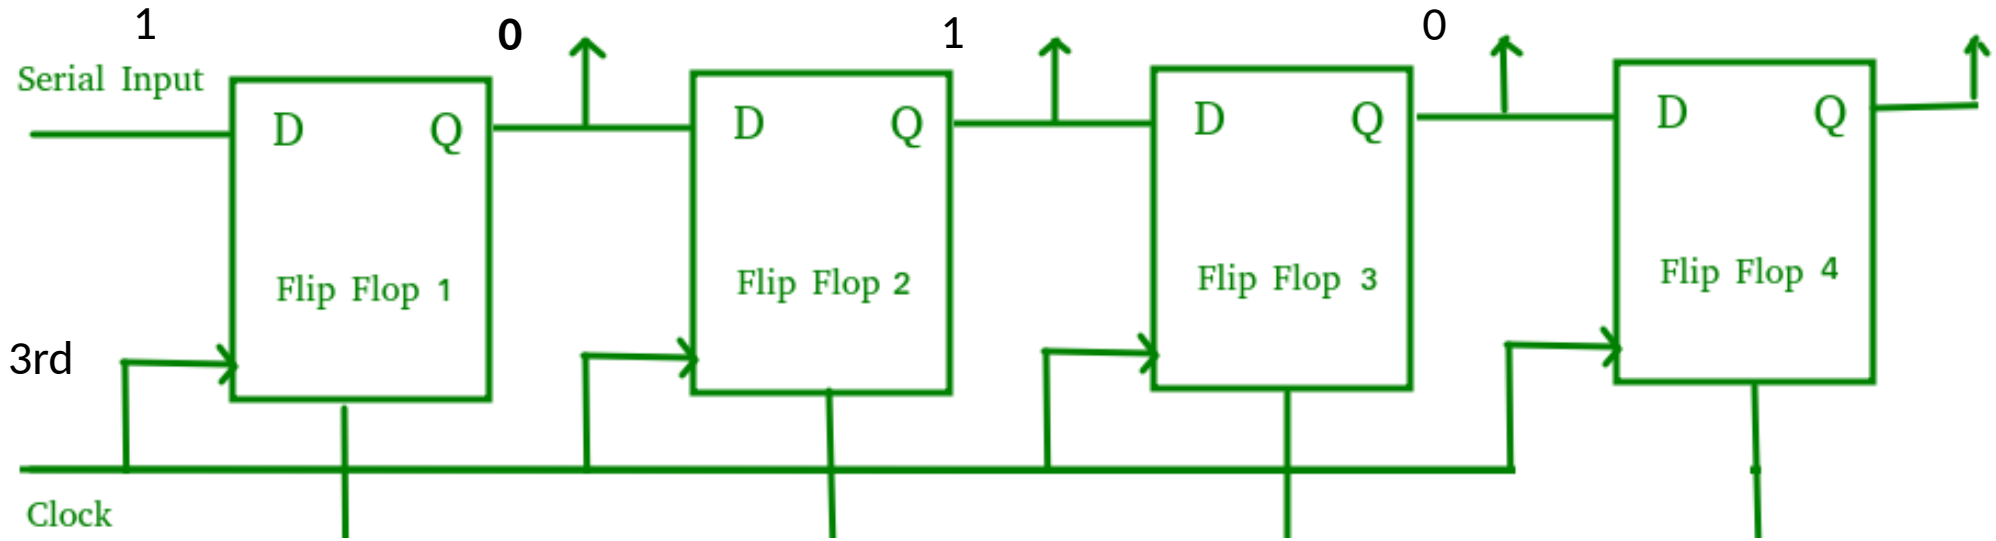 1 0 1 0
Serial Input
D Q D Q D Q D Q
Flip Flop 1 Flip Flop 2 Flip Flop 3 Flip Flop 4
3rd
Clock